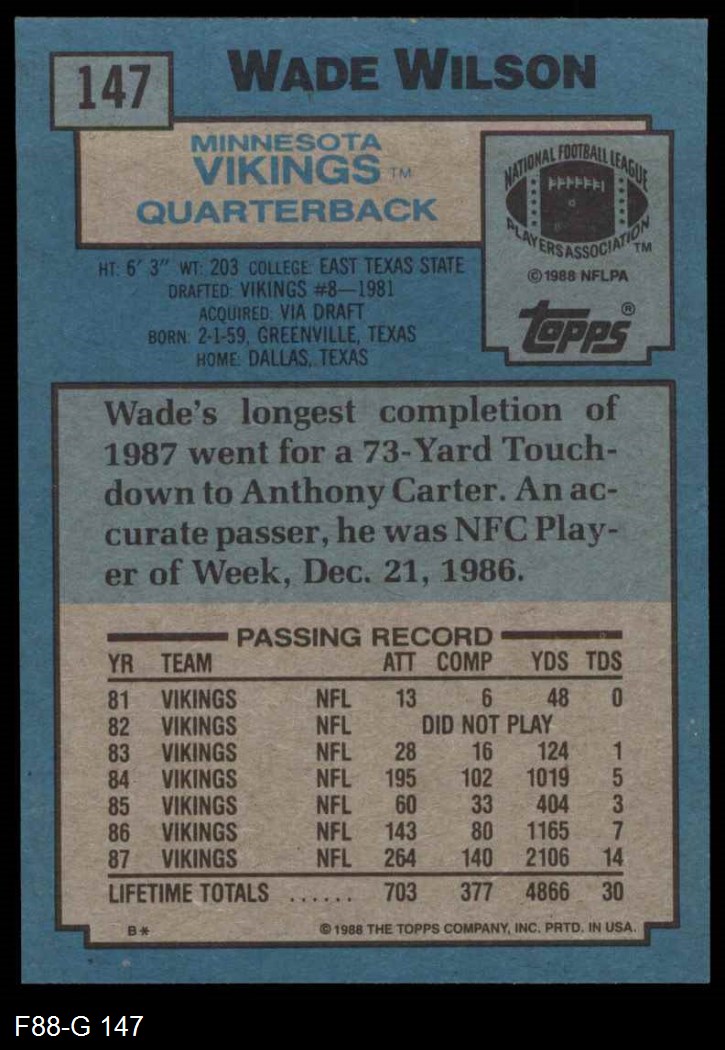 147
WADE WILSON
MINNESOTA
VIKINGS TM
QUARTERBACK
NATIONAL FOOTBALL LEAGUE
PLAYERS ASSOCIATION TM
©1988 NFLPA
topps®
HT: 6' 3" WT: 203 COLLEGE: EAST TEXAS STATE
DRAFTED: VIKINGS #8—1981
ACQUIRED: VIA DRAFT
BORN: 2-1-59, GREENVILLE, TEXAS
HOME: DALLAS, TEXAS
Wade's longest completion of
1987 went for a 73-Yard Touch-
down to Anthony Carter. An ac-
curate passer, he was NFC Play-
er of Week, Dec. 21, 1986.
PASSING RECORD
YR TEAM ATT COMP YDS TDS
81 VIKINGS NFL 13 6 48 0
82 VIKINGS NFL DID NOT PLAY
83 VIKINGS NFL 28 16 124 1
84 VIKINGS NFL 195 102 1019 5
85 VIKINGS NFL 60 33 404 3
86 VIKINGS NFL 143 80 1165 7
87 VIKINGS NFL 264 140 2106 14
LIFETIME TOTALS ...... 703 377 4866 30
B* ©1988 THE TOPPS COMPANY, INC. PRTD. IN USA.
F88-G 147